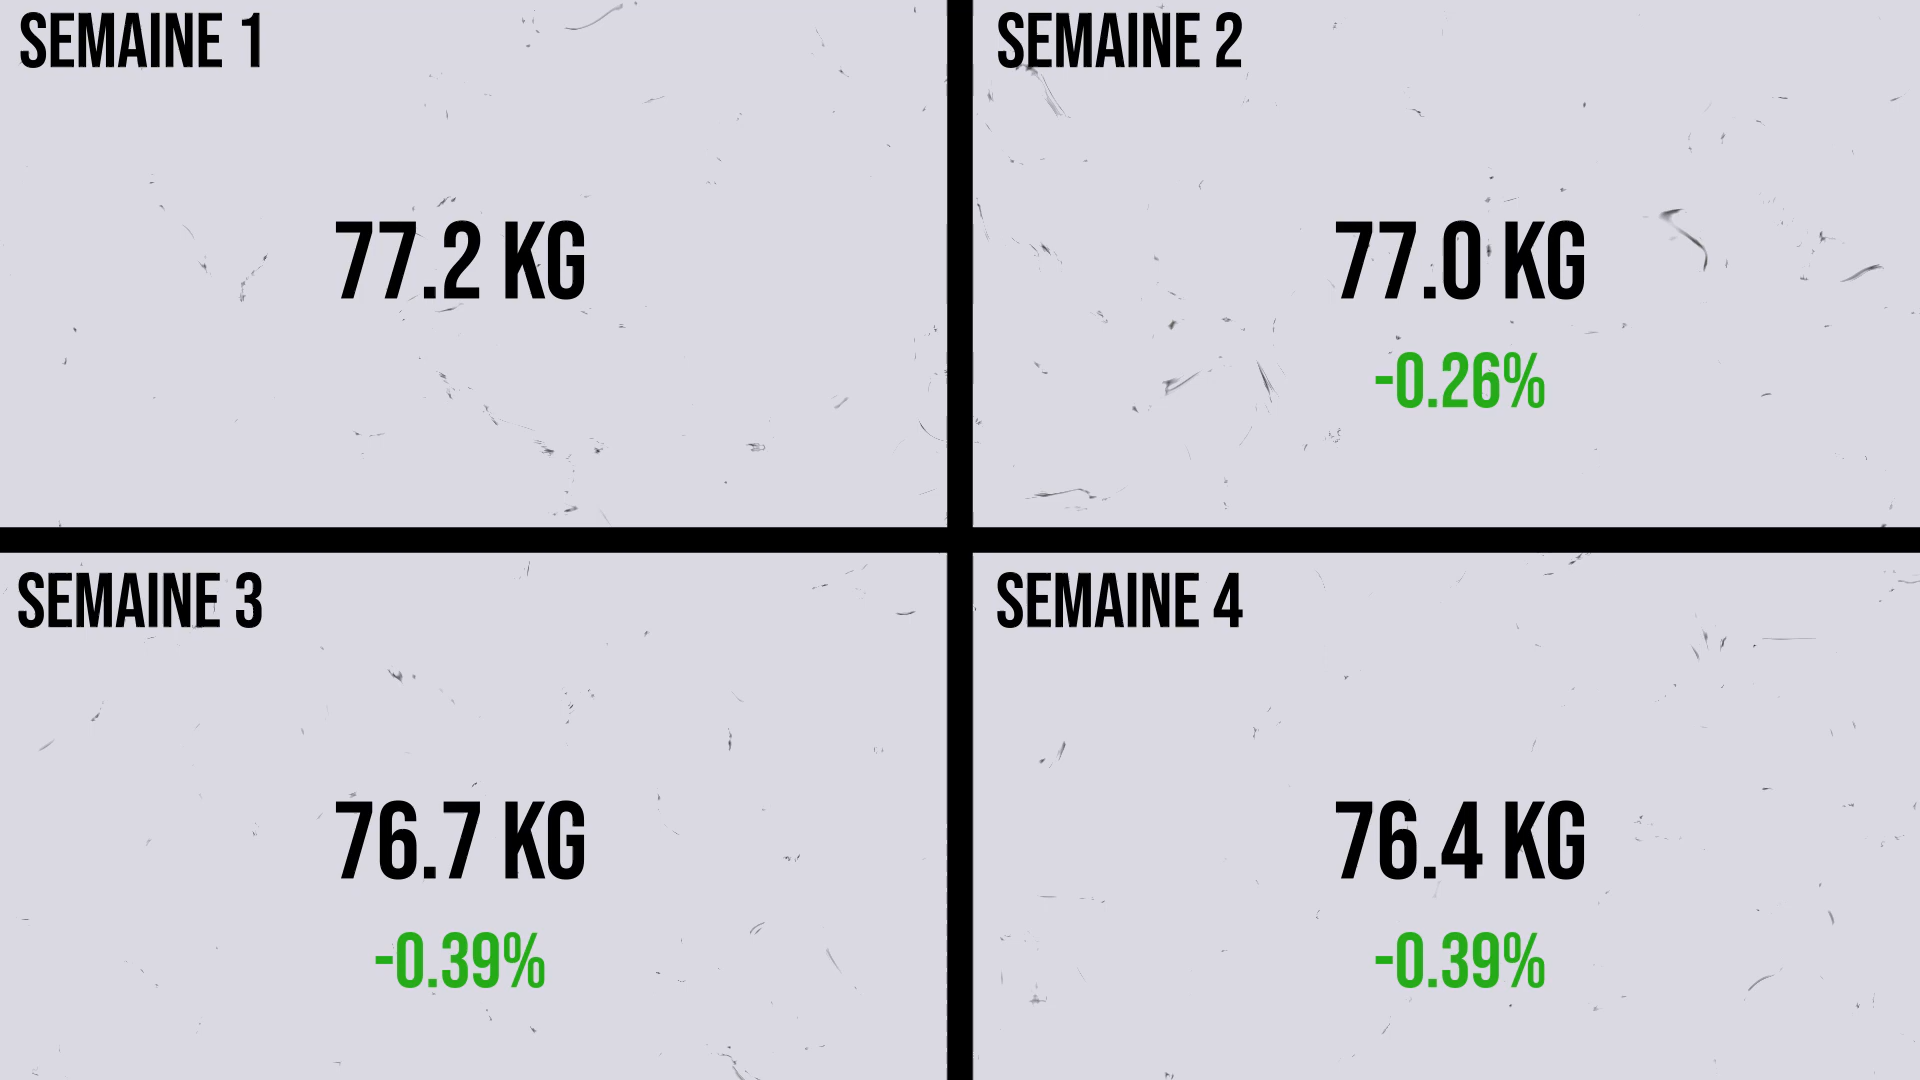 SEMAINE 1
77.2 KG
SEMAINE 2
77.0 KG
-0.26%
SEMAINE 3
76.7 KG
-0.39%
SEMAINE 4
76.4 KG
-0.39%